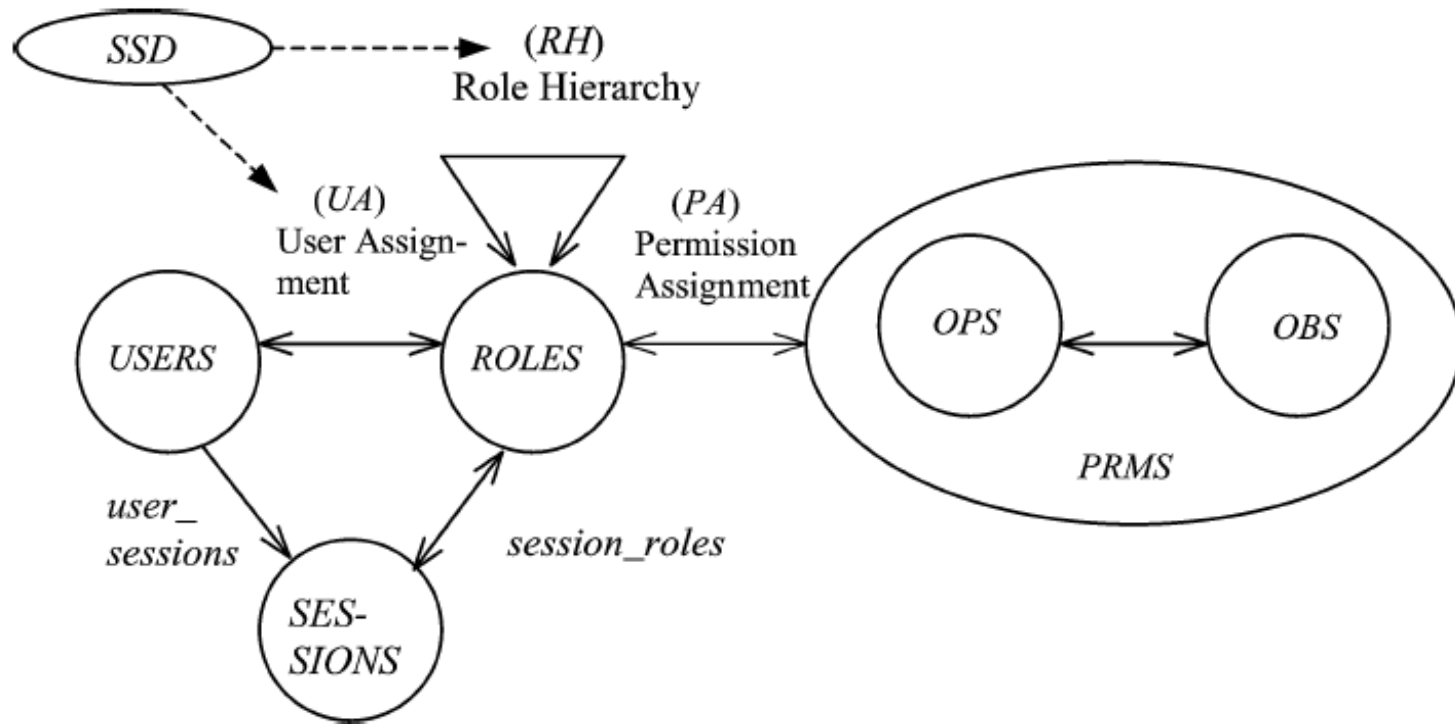 SSD
(RH)
Role Hierarchy
(UA)
User Assign-
ment
(PA)
Permission
Assignment
USERS
ROLES
OPS
OBS
PRMS
user_
sessions
session_roles
SES-
SIONS